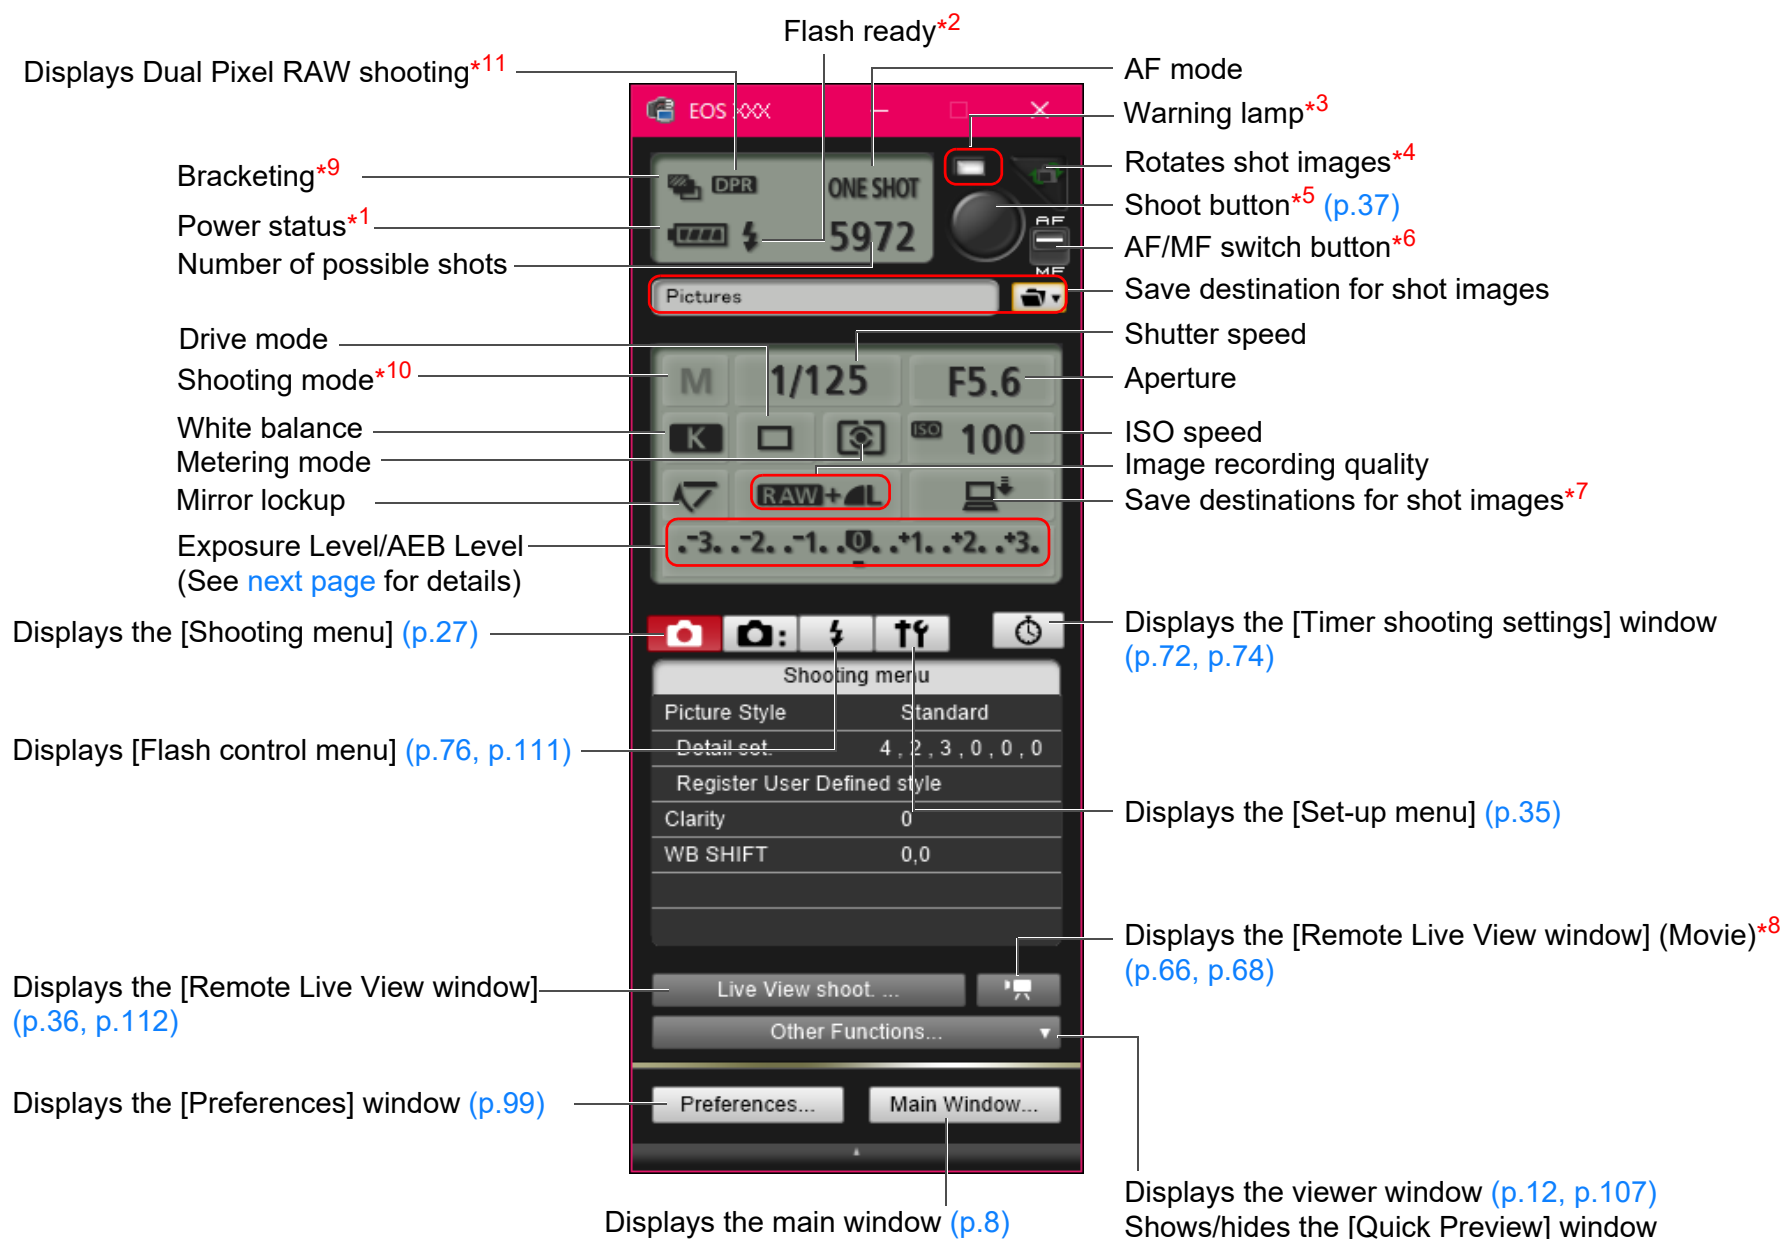 Flash ready*2
Displays Dual Pixel RAW shooting*11
AF mode
EOS XXX
Warning lamp*3
Bracketing*9
DPR
ONE SHOT
Rotates shot images*4
Power status*1
5972
Shoot button*5 (p.37)
AF
AF/MF switch button*6
MF
Number of possible shots
Pictures
Save destination for shot images
Drive mode
Shutter speed
Shooting mode*10
M
1/125
F5.6
Aperture
White balance
K
ISO 100
ISO speed
Metering mode
Image recording quality
Mirror lockup
RAW+L
Save destinations for shot images*7
Exposure Level/AEB Level
(See next page for details)
.-3. .-2. .-1. .0. .+1. .+2. .+3.
Displays the [Shooting menu] (p.27)
Displays the [Timer shooting settings] window
(p.72, p.74)
Shooting menu
Picture Style Standard
Displays [Flash control menu] (p.76, p.111)
Detail set. 4 , 2 , 3 , 0 , 0 , 0
Register User Defined style
Clarity 0
Displays the [Set-up menu] (p.35)
WB SHIFT 0,0
Displays the [Remote Live View window] (Movie)*8
(p.66, p.68)
Displays the [Remote Live View window]
(p.36, p.112)
Live View shoot. ...
Other Functions...
Displays the [Preferences] window (p.99)
Preferences...
Main Window...
Displays the main window (p.8)
Displays the viewer window (p.12, p.107)
Shows/hides the [Quick Preview] window